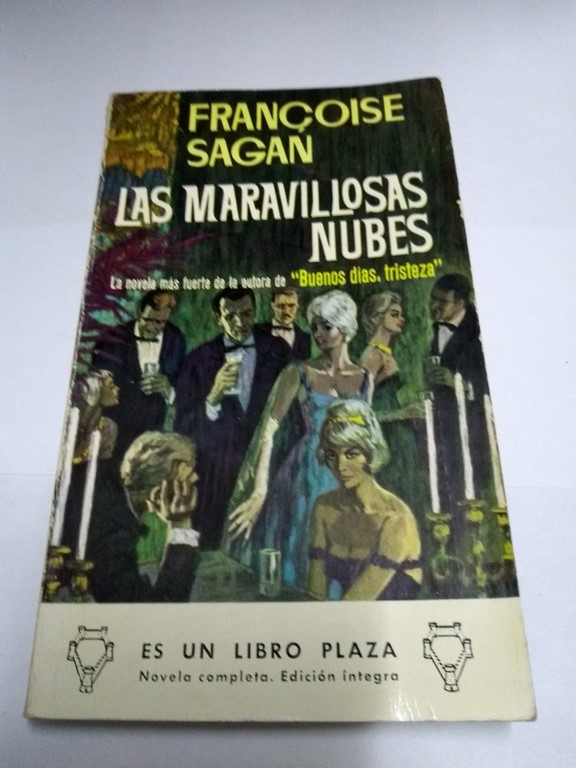 FRANÇOISE
SAGAN
LAS MARAVILLOSAS
NUBES
La novela más fuerte de la autora de "Buenos días, tristeza"
ES UN LIBRO PLAZA
Novela completa. Edición íntegra